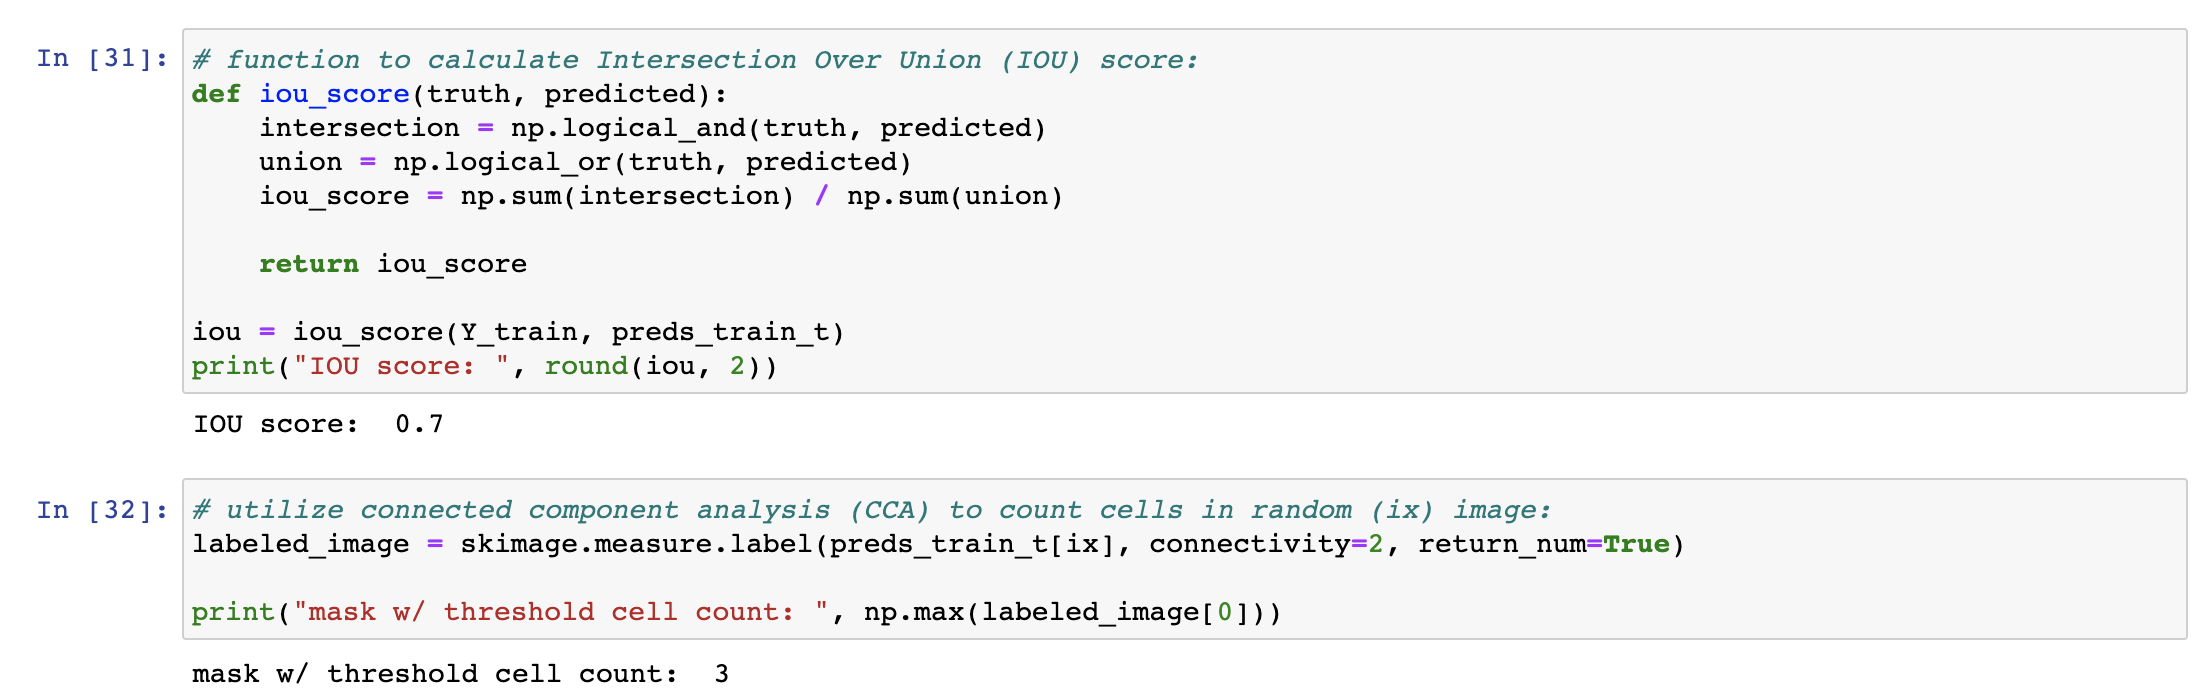 In [31]: # function to calculate Intersection Over Union (IOU) score:
def iou_score(truth, predicted):
    intersection = np.logical_and(truth, predicted)
    union = np.logical_or(truth, predicted)
    iou_score = np.sum(intersection) / np.sum(union)

    return iou_score

iou = iou_score(Y_train, preds_train_t)
print("IOU score: ", round(iou, 2))
IOU score:  0.7
In [32]: # utilize connected component analysis (CCA) to count cells in random (ix) image:
labeled_image = skimage.measure.label(preds_train_t[ix], connectivity=2, return_num=True)

print("mask w/ threshold cell count: ", np.max(labeled_image[0]))
mask w/ threshold cell count:  3